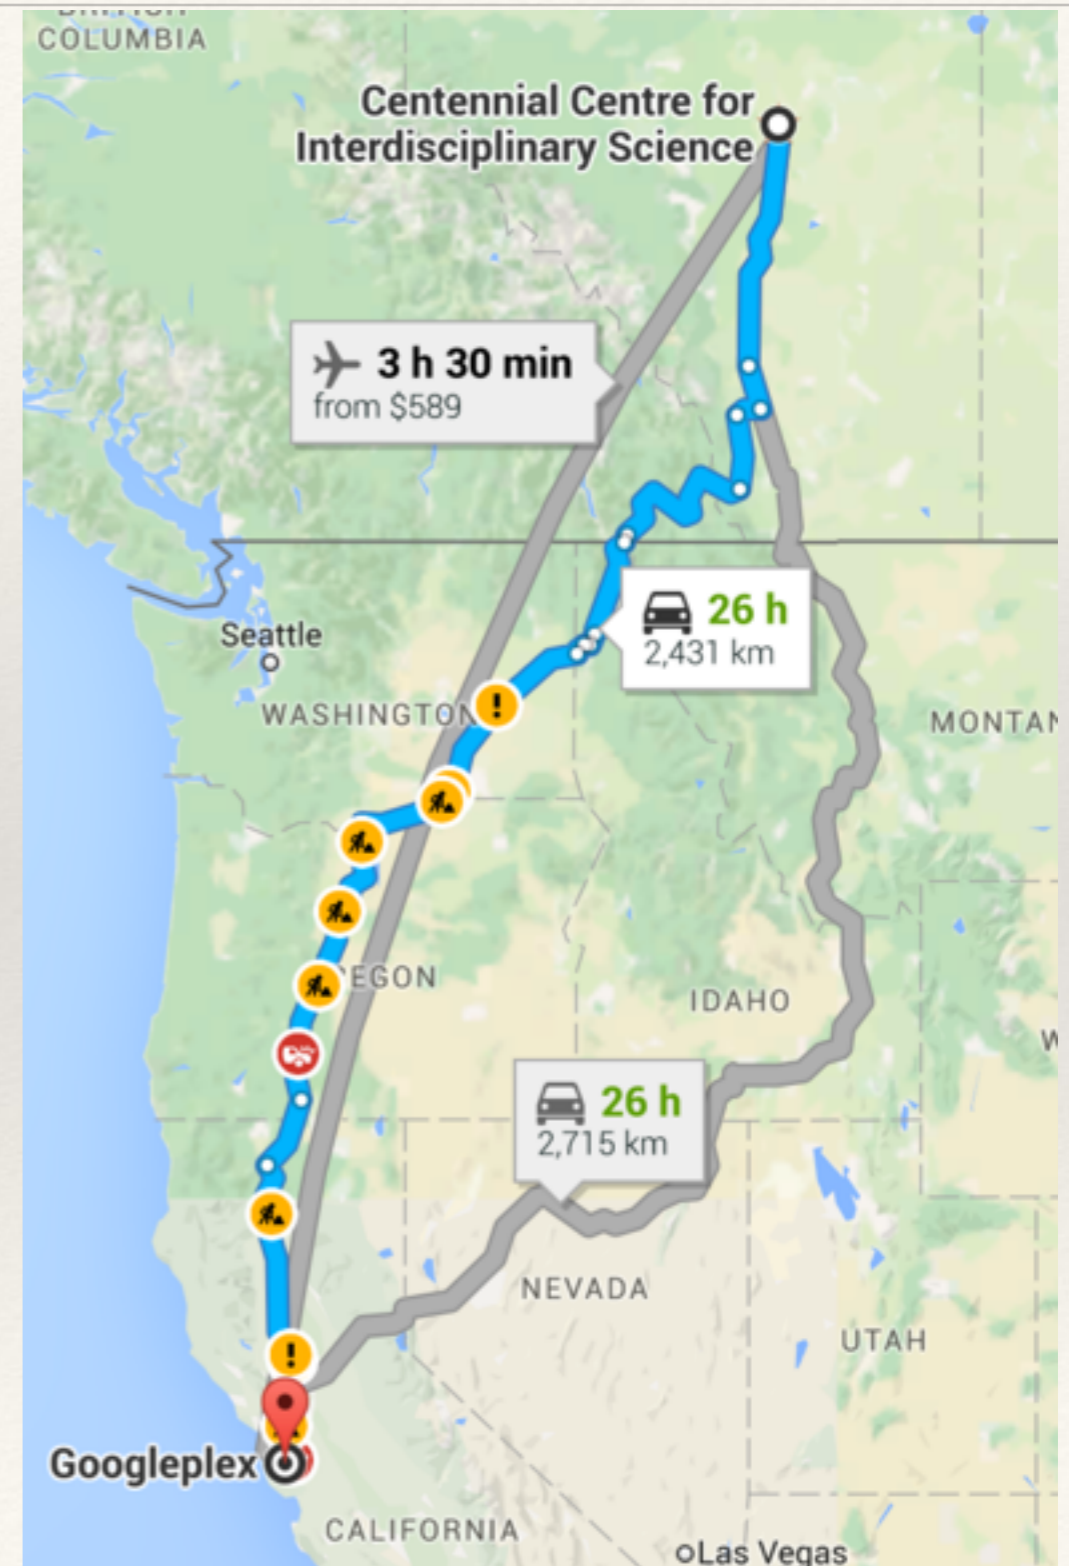 COLUMBIA
Centennial Centre for
Interdisciplinary Science
3 h 30 min
from $589
26 h
2,431 km
Seattle
WASHINGTON
EGON
IDAHO
26 h
2,715 km
NEVADA
UTAH
Googleplex
CALIFORNIA
Las Vegas